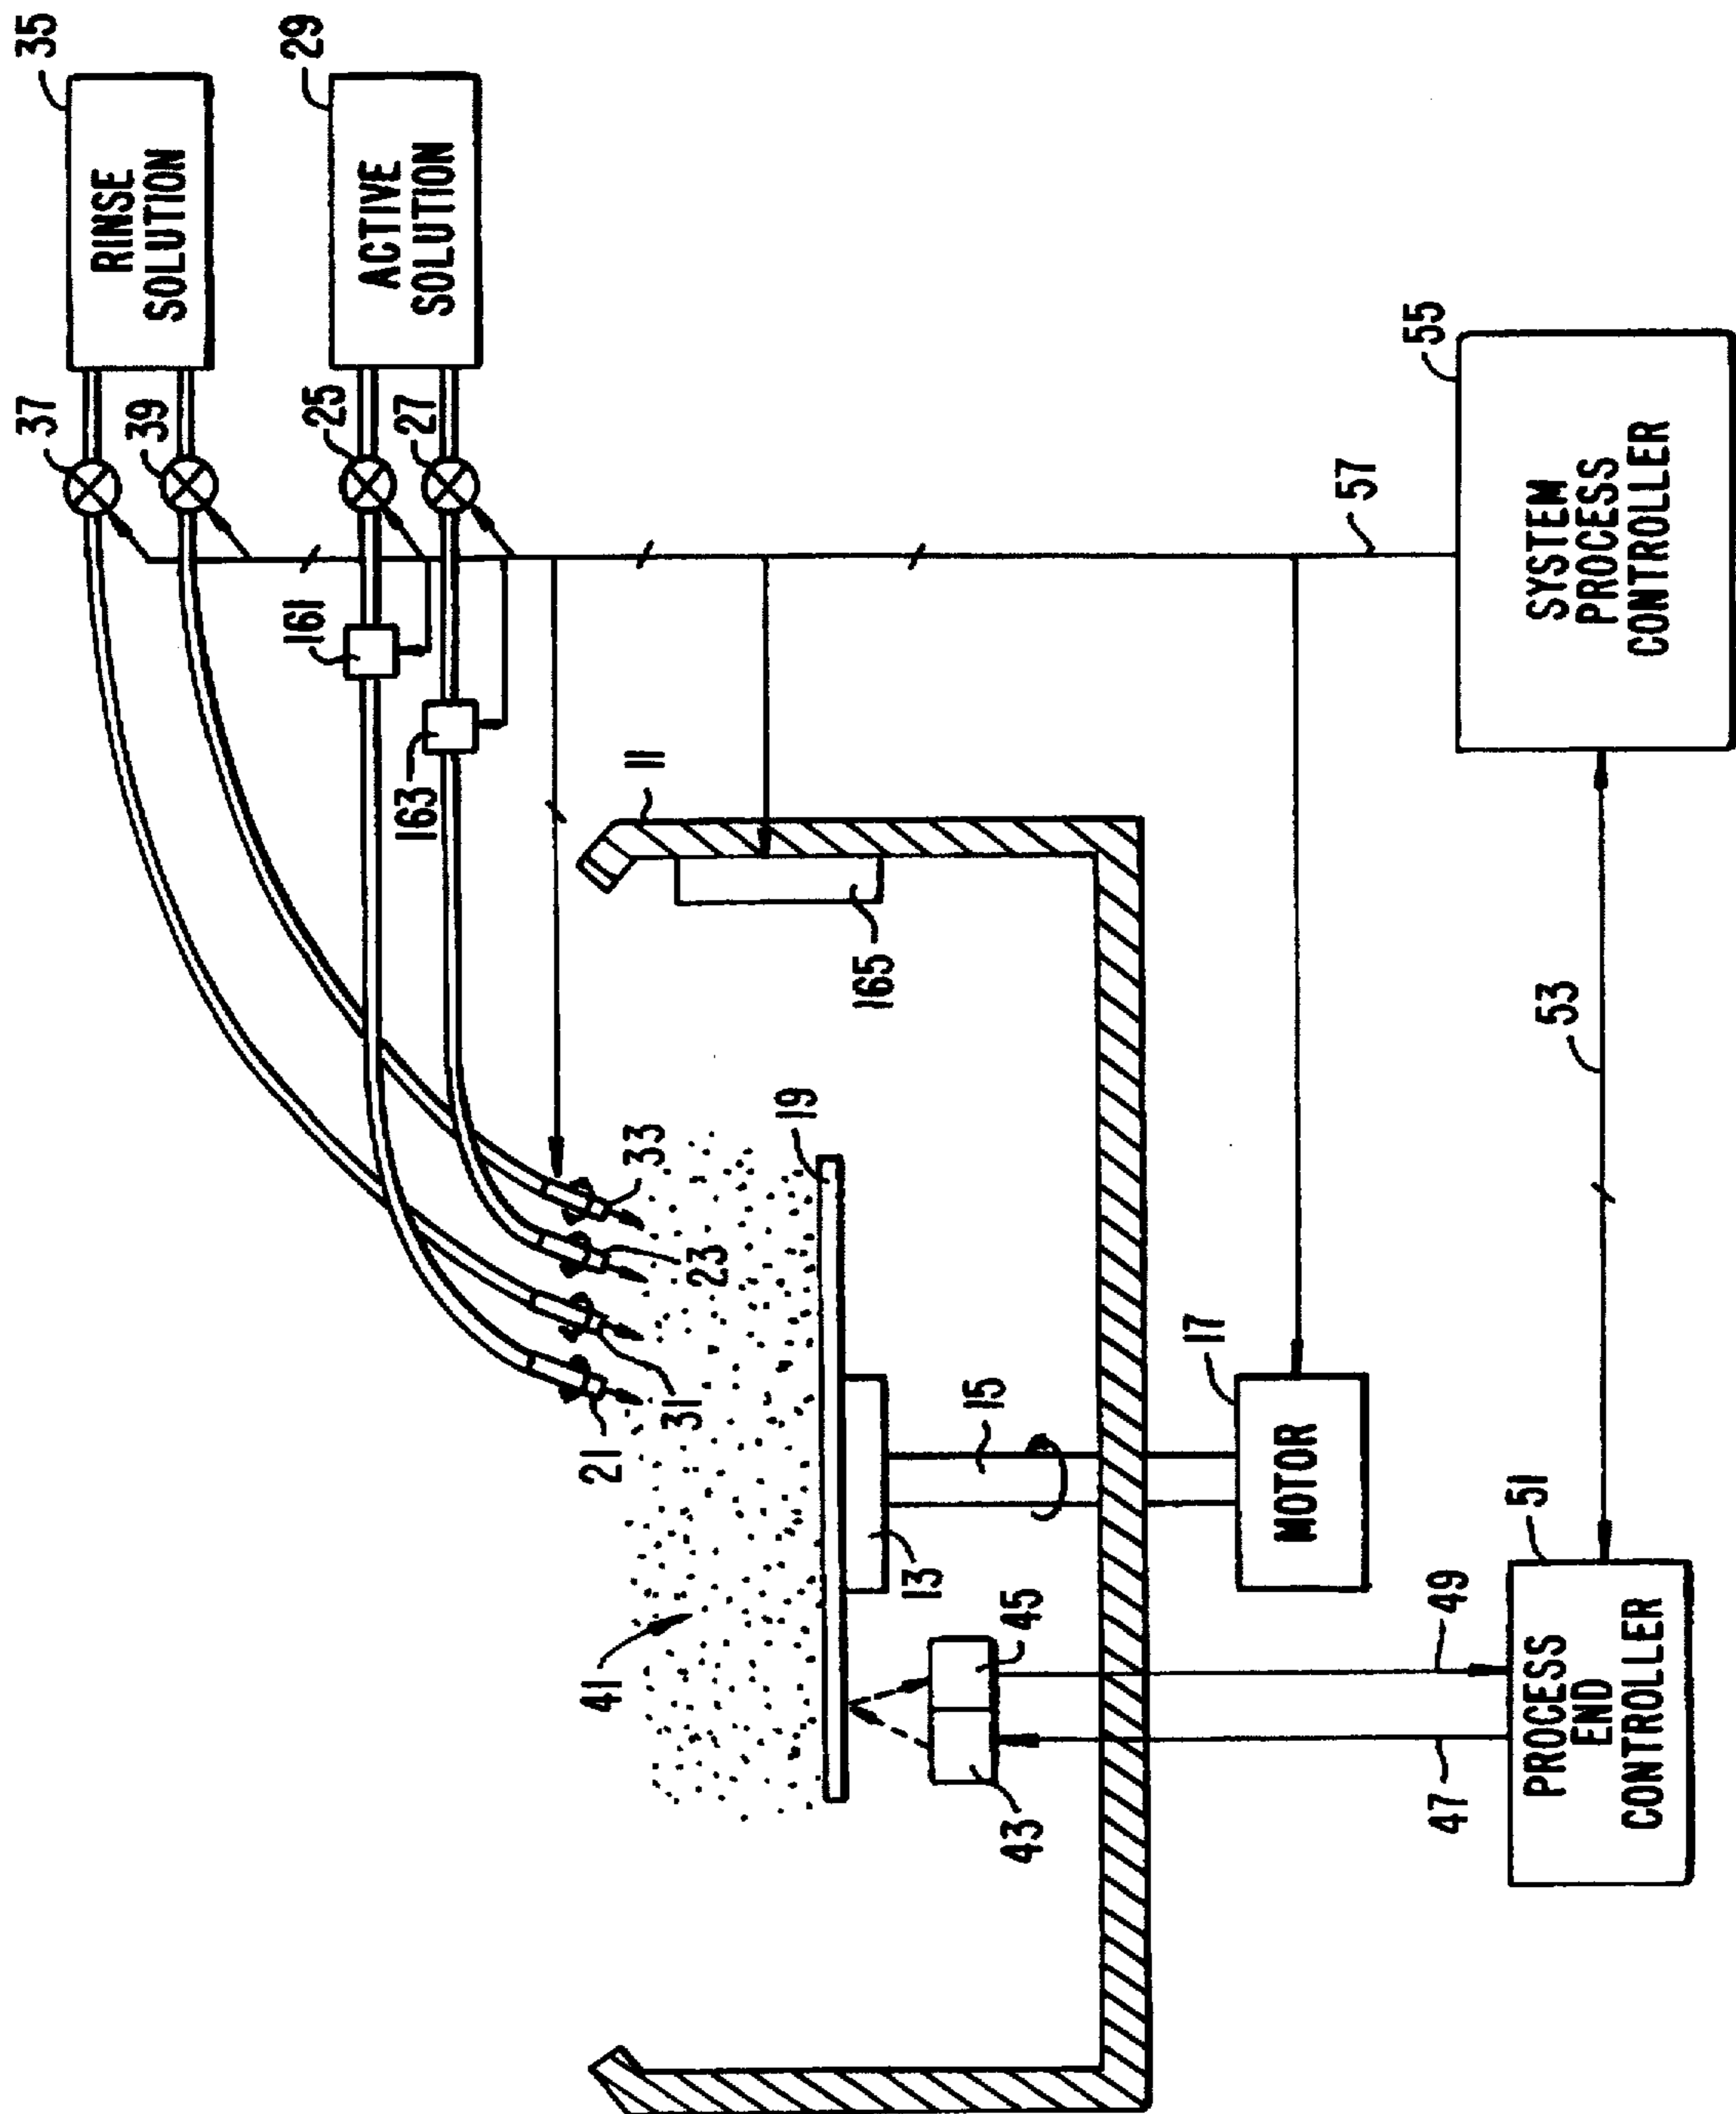 35
RINSE
SOLUTION
37
39
29
ACTIVE
SOLUTION
25
27
161
163
11
165
33
23
31
21
19
41
13
15
17
MOTOR
45
43
49
47
51
PROCESS
END
CONTROLLER
53
55
SYSTEM
PROCESS
CONTROLLER
57